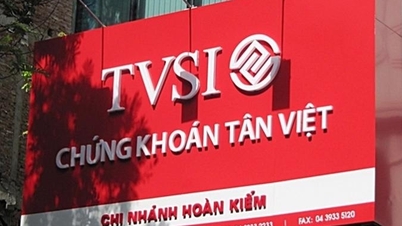 TVSI
CHỨNG KHOÁN TÂN VIỆT
CHI NHÁNH HOÀN KIẾM
FAX: 04 3933 5120